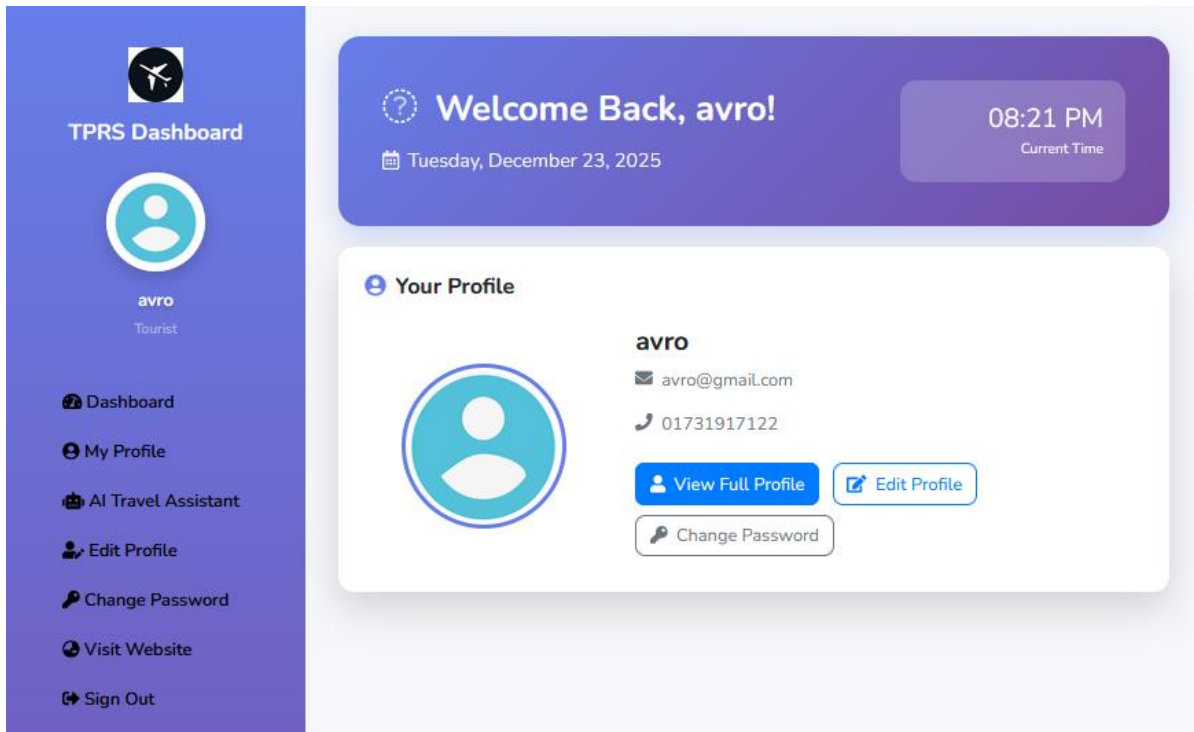 TPRS Dashboard
avro
Tourist
Dashboard
My Profile
AI Travel Assistant
Edit Profile
Change Password
Visit Website
Sign Out
Welcome Back, avro!
Tuesday, December 23, 2025
08:21 PM
Current Time
Your Profile
avro
avro@gmail.com
01731917122
View Full Profile
Edit Profile
Change Password